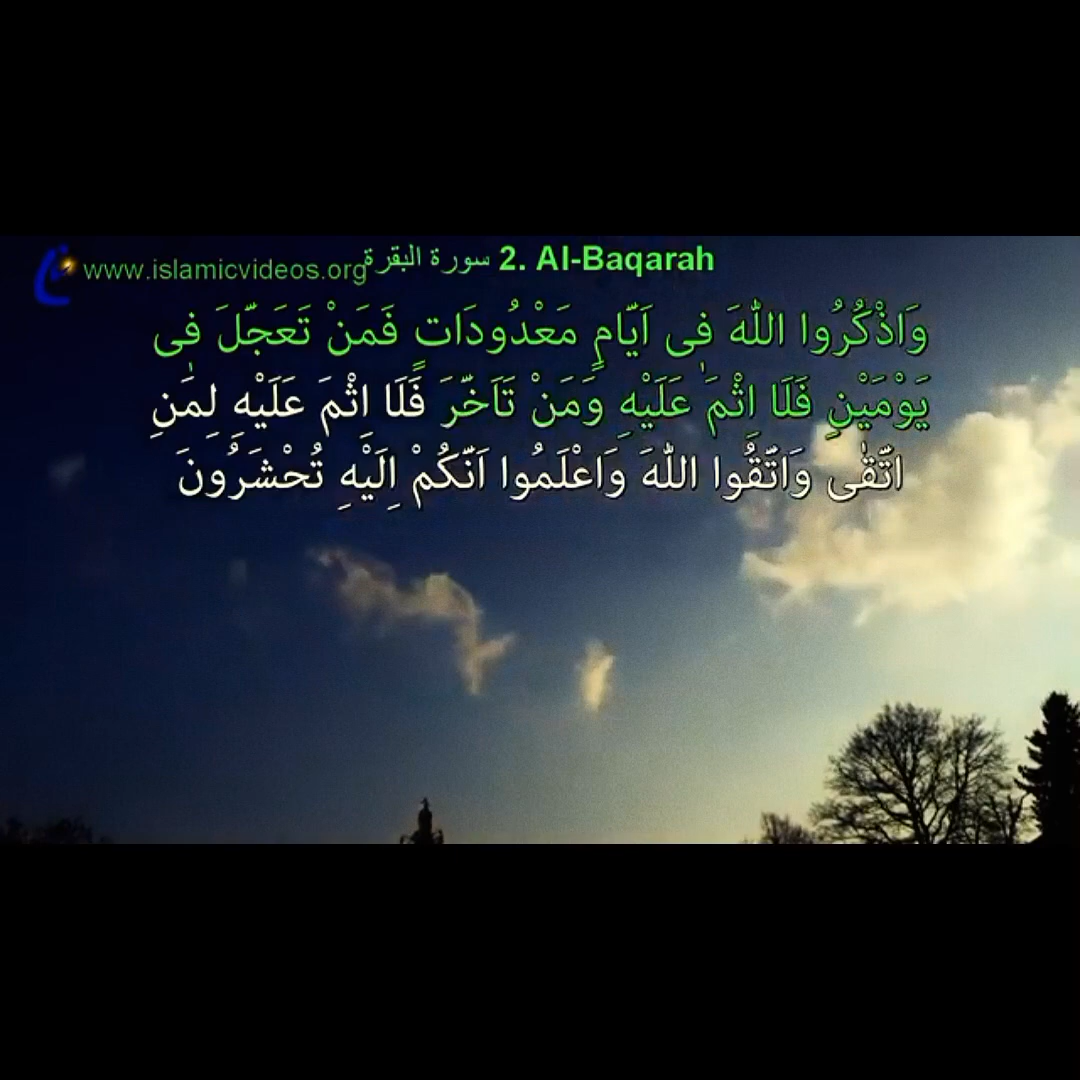 www.islamicvideos.org سورة البقرة 2. Al-Baqarah
وَاذْكُرُوا اللّٰهَ فٖى اَيَّامٍ مَعْدُودَاتٍ فَمَنْ تَعَجَّلَ فٖى
يَوْمَيْنِ فَلَا اِثْمَ عَلَيْهِ وَمَنْ تَاَخَّرَ فَلَا اِثْمَ عَلَيْهِ لِمَنِ
اتَّقٰى وَاتَّقُوا اللّٰهَ وَاعْلَمُوا اَنَّكُمْ اِلَيْهِ تُحْشَرُونَ